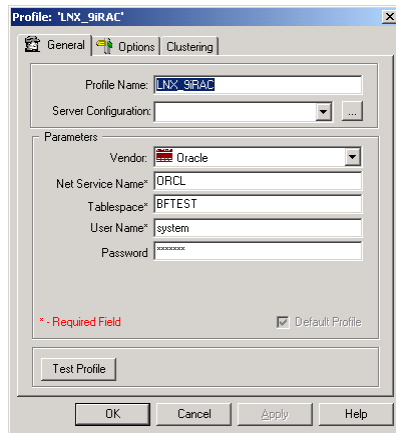 Profile: 'LNX_9iRAC'
General Options Clustering
Profile Name: LNX_9iRAC
Server Configuration: ...
Parameters
Vendor: Oracle
Net Service Name* ORCL
Tablespace* BFTEST
User Name* system
Password *******
* - Required Field Default Profile
Test Profile
OK Cancel Apply Help